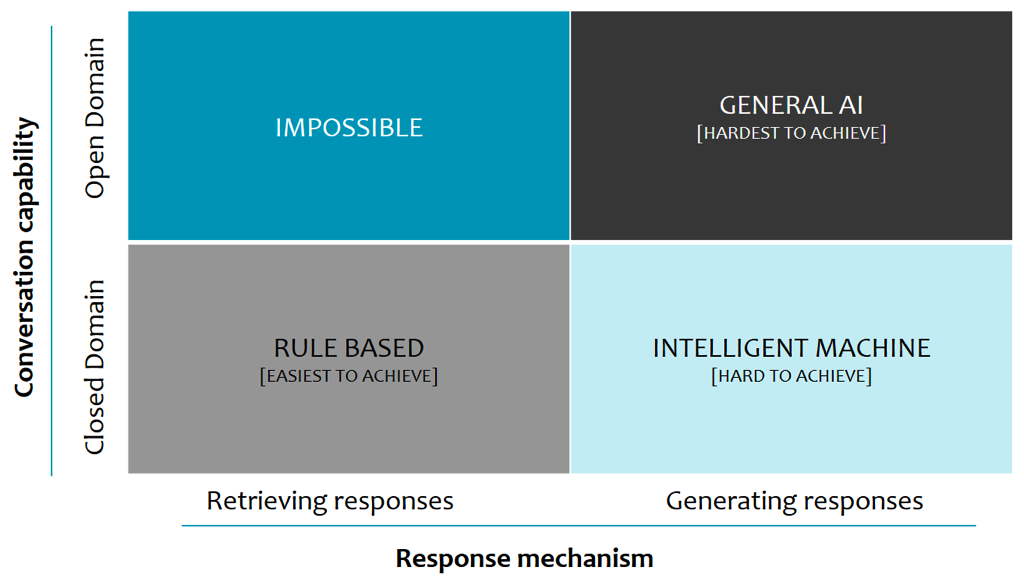 Conversation capability
Open Domain
IMPOSSIBLE
GENERAL AI
[HARDEST TO ACHIEVE]
Closed Domain
RULE BASED
[EASIEST TO ACHIEVE]
INTELLIGENT MACHINE
[HARD TO ACHIEVE]
Retrieving responses
Generating responses
Response mechanism